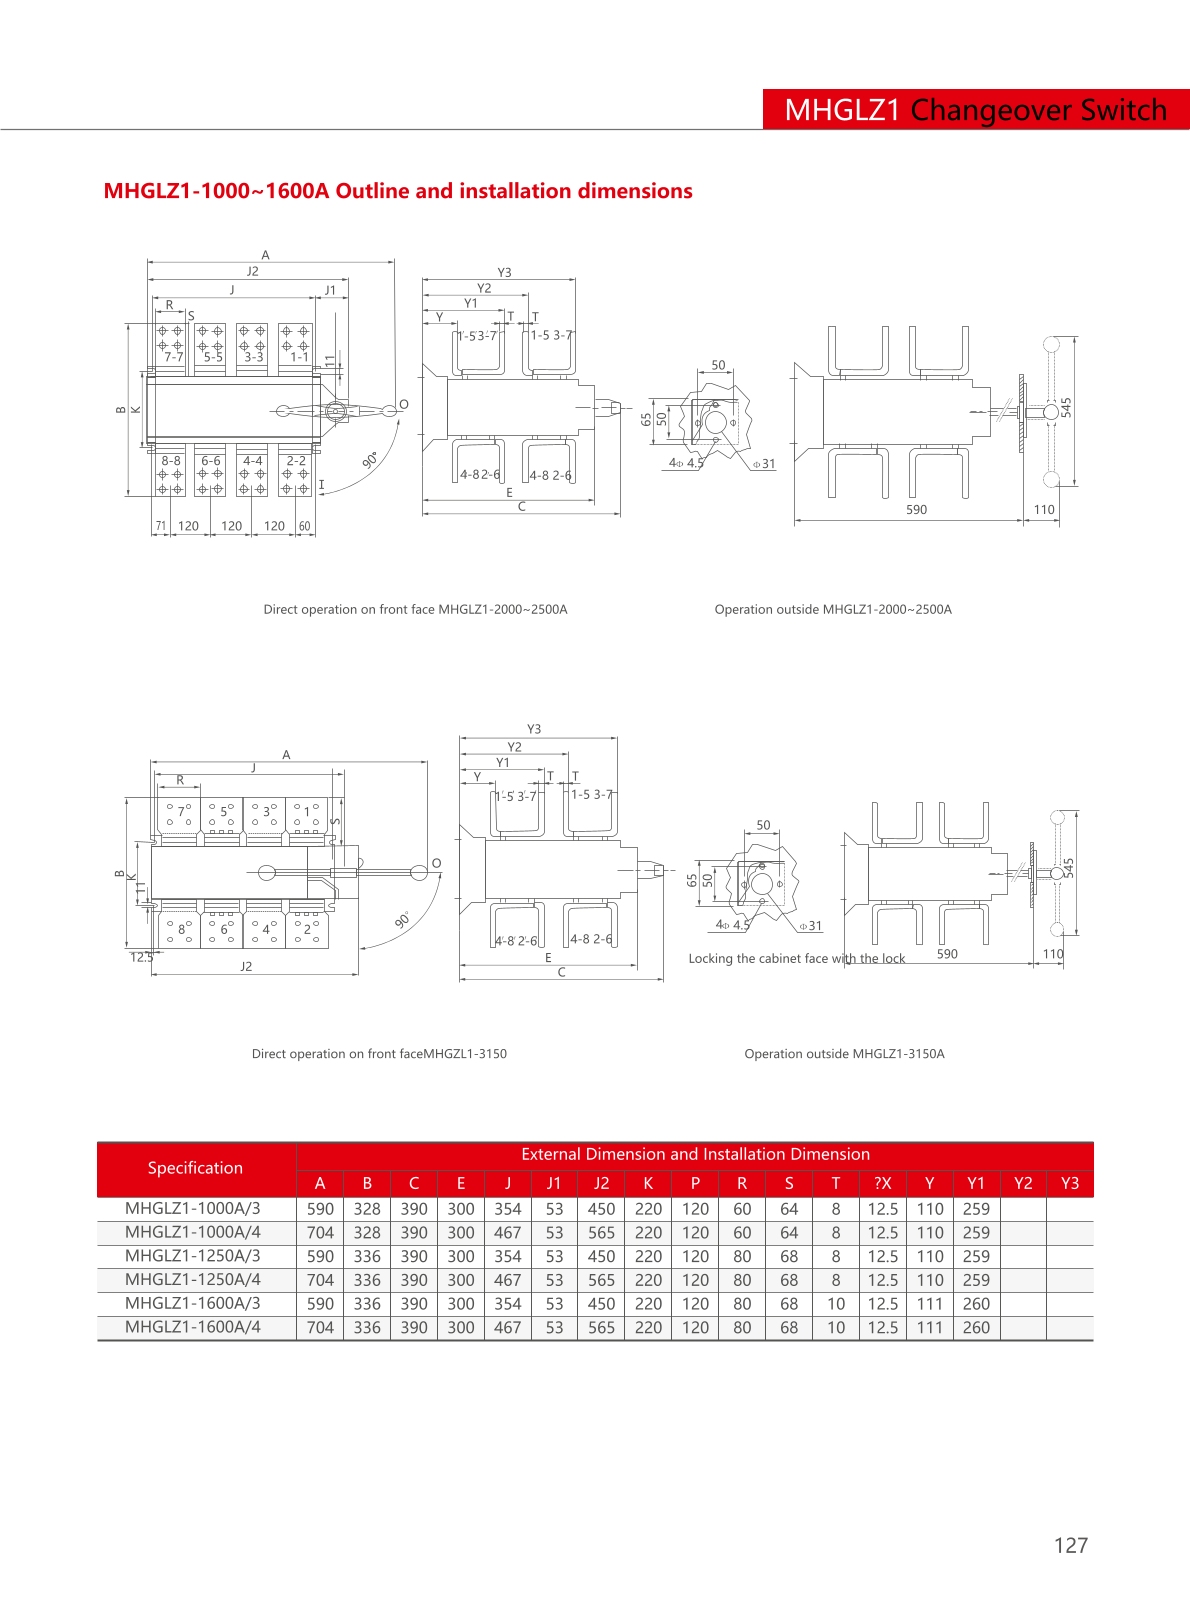 MHGLZ1 Changeover Switch
MHGLZ1-1000~1600A Outline and installation dimensions
A
J2
J
J1
R
S
7-7 5-5 3-3 1-1
11
B
K
O
90°
8-8 6-6 4-4 2-2
I
71 120 120 120 60
Y3
Y2
Y1
Y T T
1-5 3-7 1-5 3-7
4-8 2-6 4-8 2-6
E
C
50
65
50
4Φ 4.5 Φ31
545
590 110
Direct operation on front face MHGLZ1-2000~2500A
Operation outside MHGLZ1-2000~2500A
A
J
R
7 5 3 1
S
B
K
11
O
90°
8 6 4 2
12.5
J2
Y3
Y2
Y1
Y T T
1-5 3-7 1-5 3-7
4-8 2-6 4-8 2-6
E
C
50
65
50
4Φ 4.5 Φ31
Locking the cabinet face with the lock
545
590 110
Direct operation on front faceMHGZL1-3150
Operation outside MHGLZ1-3150A
Specification External Dimension and Installation Dimension
A B C E J J1 J2 K P R S T ?X Y Y1 Y2 Y3
MHGLZ1-1000A/3 590 328 390 300 354 53 450 220 120 60 64 8 12.5 110 259
MHGLZ1-1000A/4 704 328 390 300 467 53 565 220 120 60 64 8 12.5 110 259
MHGLZ1-1250A/3 590 336 390 300 354 53 450 220 120 80 68 8 12.5 110 259
MHGLZ1-1250A/4 704 336 390 300 467 53 565 220 120 80 68 8 12.5 110 259
MHGLZ1-1600A/3 590 336 390 300 354 53 450 220 120 80 68 10 12.5 111 260
MHGLZ1-1600A/4 704 336 390 300 467 53 565 220 120 80 68 10 12.5 111 260
127